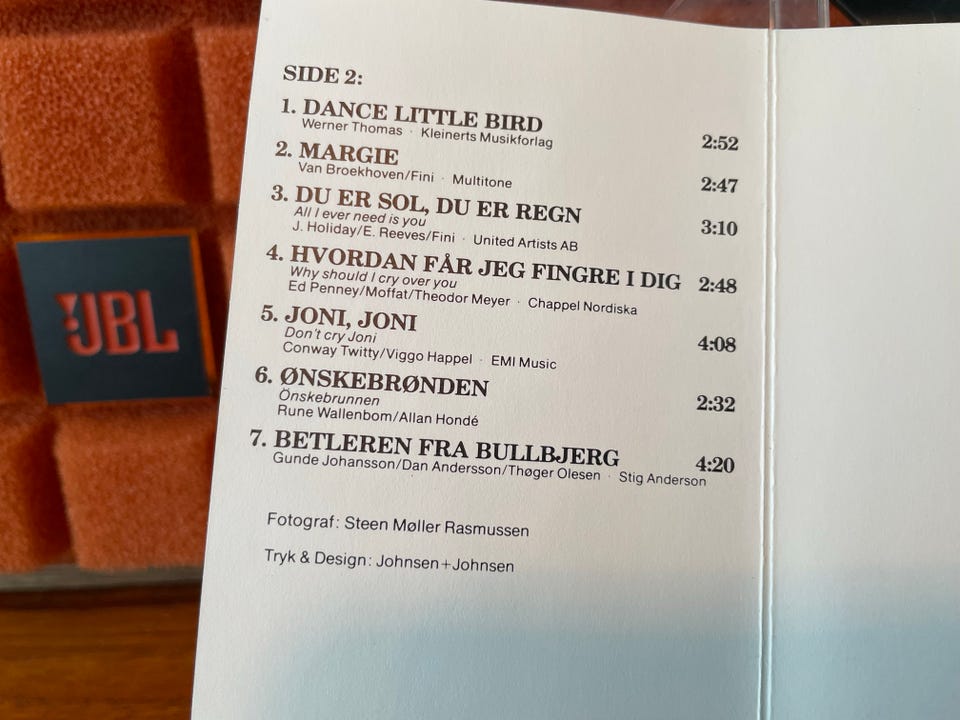 SIDE 2:
1. DANCE LITTLE BIRD 2:52
Werner Thomas · Kleinerts Musikforlag
2. MARGIE 2:47
Van Broekhoven/Fini · Multitone
3. DU ER SOL, DU ER REGN 3:10
All I ever need is you
J. Holiday/E. Reeves/Fini · United Artists AB
4. HVORDAN FÅR JEG FINGRE I DIG 2:48
Why should I cry over you
Ed Penney/Moffat/Theodor Meyer · Chappel Nordiska
5. JONI, JONI 4:08
Don't cry Joni
Conway Twitty/Viggo Happel · EMI Music
6. ØNSKEBRØNDEN 2:32
Önskebrunnen
Rune Wallenbom/Allan Hondé
7. BETLEREN FRA BULLBJERG 4:20
Gunde Johansson/Dan Andersson/Thøger Olesen · Stig Anderson
Fotograf: Steen Møller Rasmussen
Tryk & Design: Johnsen+Johnsen
JBL